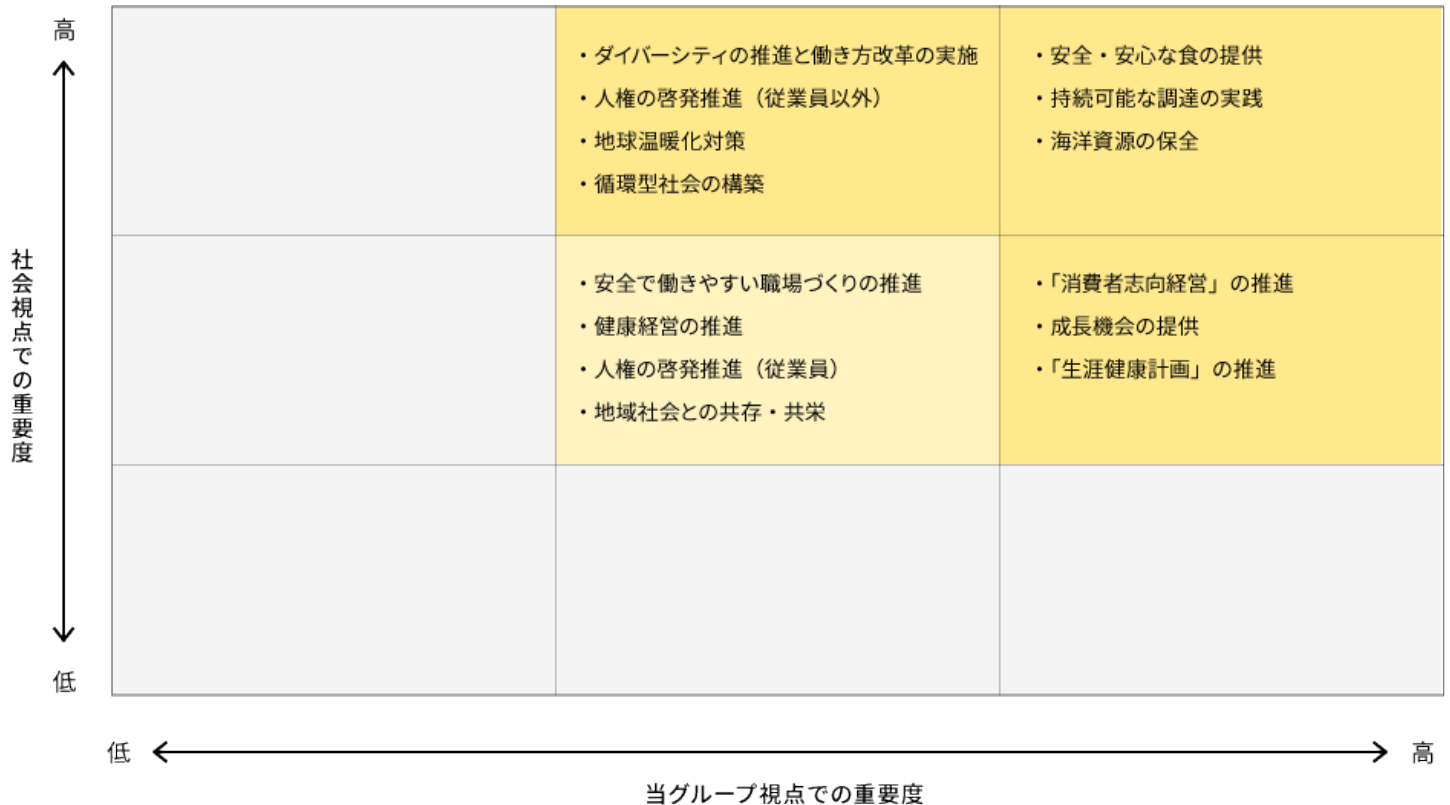 高
社会視点での重要度
低
・ダイバーシティの推進と働き方改革の実施
・人権の啓発推進（従業員以外）
・地球温暖化対策
・循環型社会の構築
・安全・安心な食の提供
・持続可能な調達の実践
・海洋資源の保全
・安全で働きやすい職場づくりの推進
・健康経営の推進
・人権の啓発推進（従業員）
・地域社会との共存・共栄
・「消費者志向経営」の推進
・成長機会の提供
・「生涯健康計画」の推進
低
高
当グループ視点での重要度